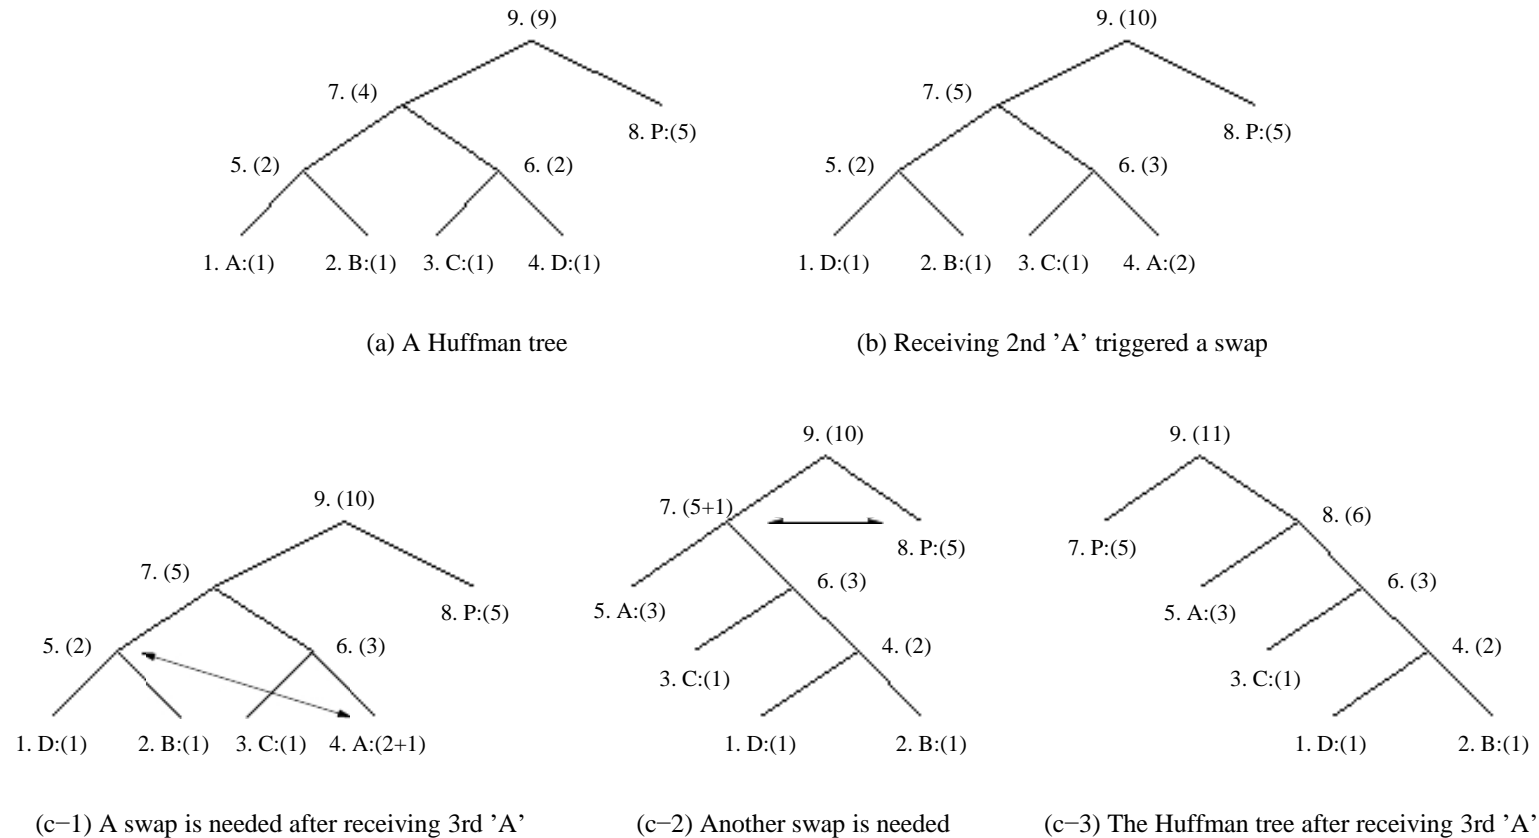 9. (9)
9. (10)
7. (4)
7. (5)
8. P:(5)
8. P:(5)
5. (2)
6. (2)
5. (2)
6. (3)
1. A:(1)
2. B:(1)
3. C:(1)
4. D:(1)
1. D:(1)
2. B:(1)
3. C:(1)
4. A:(2)
(a) A Huffman tree
(b) Receiving 2nd ’A’ triggered a swap
9. (10)
7. (5)
8. P:(5)
5. (2)
6. (3)
1. D:(1)
2. B:(1)
3. C:(1)
4. A:(2+1)
(c−1) A swap is needed after receiving 3rd ’A’
9. (10)
7. (5+1)
8. P:(5)
6. (3)
5. A:(3)
4. (2)
3. C:(1)
1. D:(1)
2. B:(1)
(c−2) Another swap is needed
9. (11)
8. (6)
7. P:(5)
6. (3)
5. A:(3)
4. (2)
3. C:(1)
1. D:(1)
2. B:(1)
(c−3) The Huffman tree after receiving 3rd ’A’